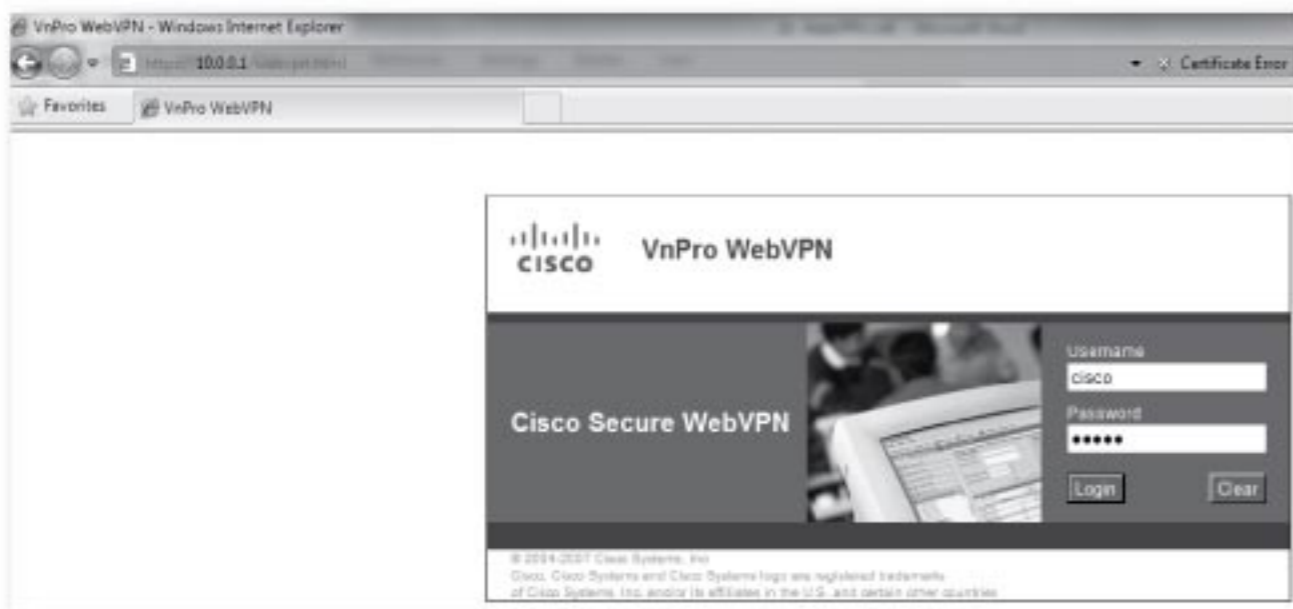 VnPro WebVPN - Windows Internet Explorer
10.0.0.1
Certificate Error
Favorites
VnPro WebVPN
CISCO
VnPro WebVPN
Username
cisco
Cisco Secure WebVPN
Password
•••••
Login
Clear
© 2004-2007 Cisco Systems, Inc
Cisco, Cisco Systems and Cisco Systems logo are registered trademarks
of Cisco Systems, Inc. and/or its affiliates in the U.S. and certain other countries